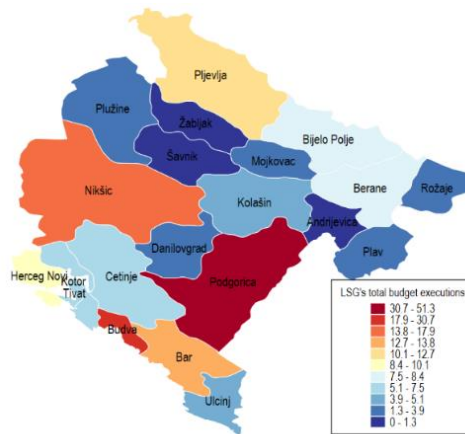 Pljevlja
Plužine
Žabljak
Šavnik
Bijelo Polje
Mojkovac
Nikšic
Kolašin
Berane
Rožaje
Andrijevica
Danilovgrad
Plav
Herceg Novi
Kotor
Tivat
Cetinje
Podgorica
Budva
Bar
Ulcinj
LSG's total budget executions
30.7 - 51.3
17.9 - 30.7
13.8 - 17.9
12.7 - 13.8
10.1 - 12.7
8.4 - 10.1
7.5 - 8.4
5.1 - 7.5
3.9 - 5.1
1.3 - 3.9
0 - 1.3